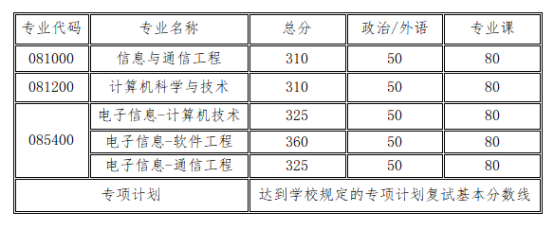 专业代码 专业名称 总分 政治/外语 专业课
081000 信息与通信工程 310 50 80
081200 计算机科学与技术 310 50 80
085400 电子信息-计算机技术 325 50 80
电子信息-软件工程 360 50 80
电子信息-通信工程 325 50 80
专项计划 达到学校规定的专项计划复试基本分数线